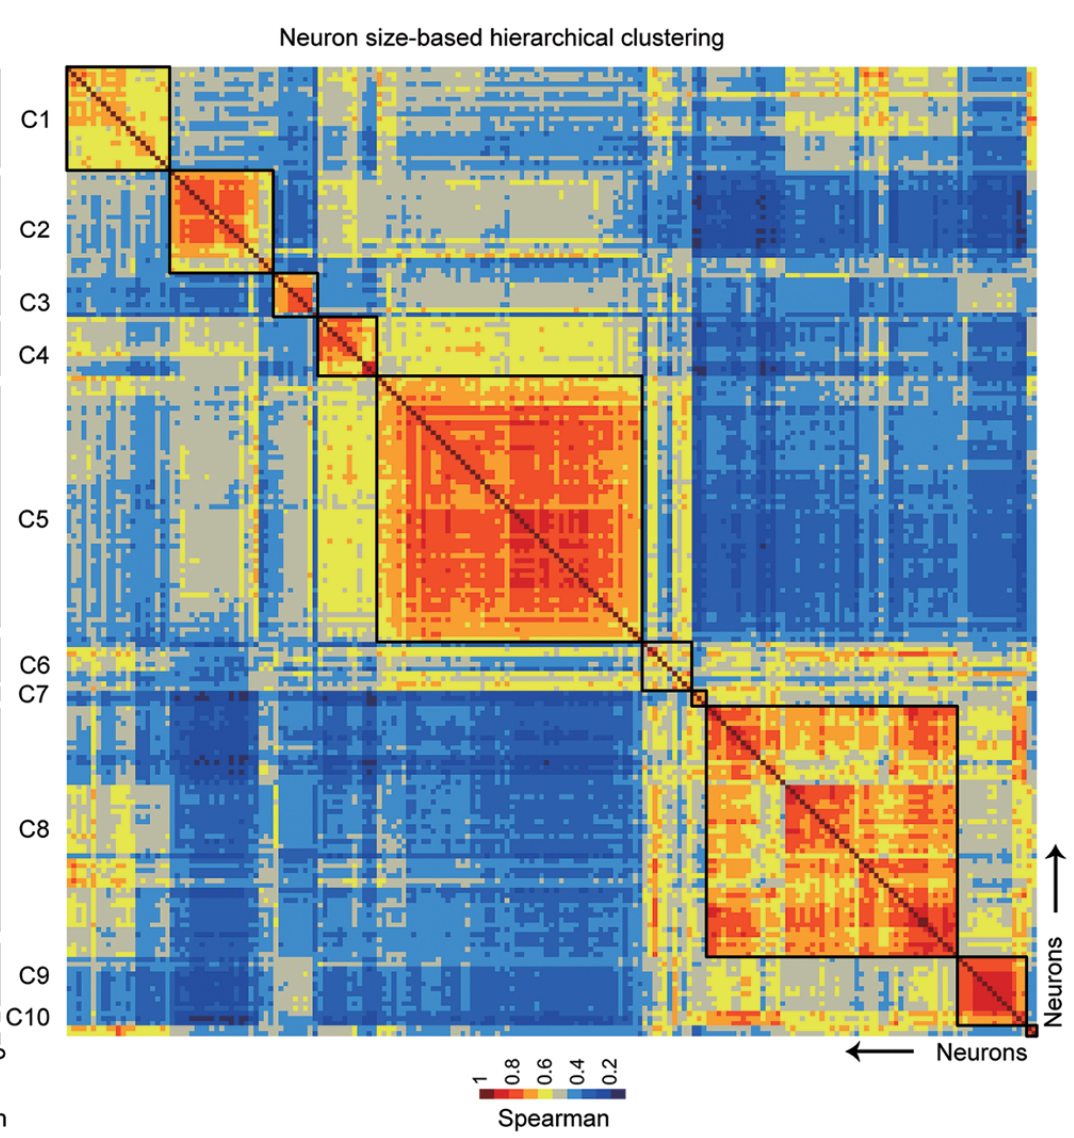 Neuron size-based hierarchical clustering
C1
C2
C3
C4
C5
C6
C7
C8
C9
C10
Neurons
Neurons
1 0.8 0.6 0.4 0.2
Spearman